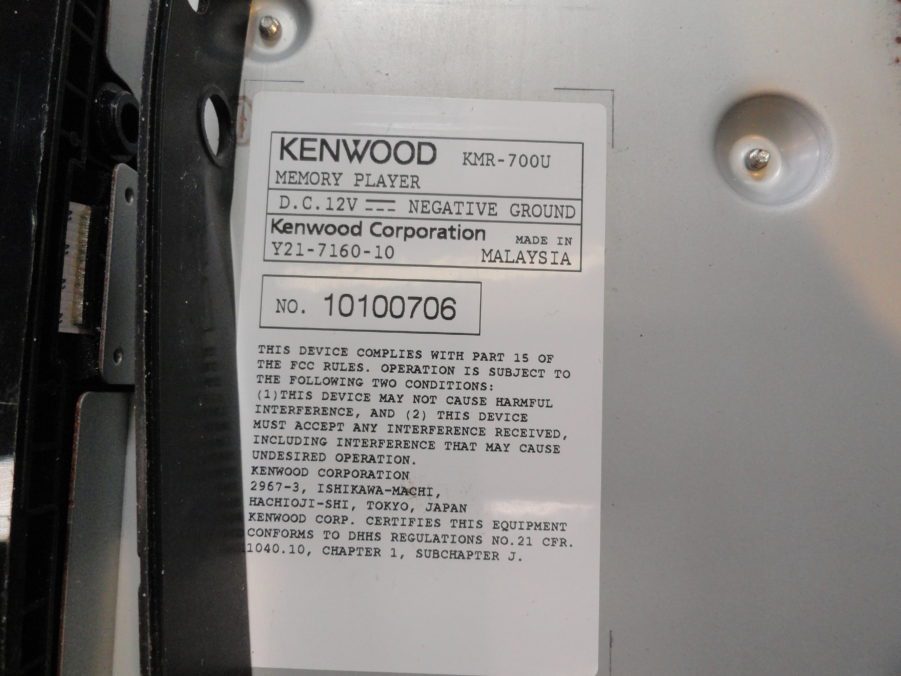 KENWOOD KMR-700U
MEMORY PLAYER
D.C.12V NEGATIVE GROUND
Kenwood Corporation MADE IN
Y21-7160-10 MALAYSIA
NO. 10100706
THIS DEVICE COMPLIES WITH PART 15 OF
THE FCC RULES. OPERATION IS SUBJECT TO
THE FOLLOWING TWO CONDITIONS:
(1)THIS DEVICE MAY NOT CAUSE HARMFUL
INTERFERENCE, AND (2) THIS DEVICE
MUST ACCEPT ANY INTERFERENCE RECEIVED,
INCLUDING INTERFERENCE THAT MAY CAUSE
UNDESIRED OPERATION.
KENWOOD CORPORATION
2967-3, ISHIKAWA-MACHI,
HACHIOJI-SHI, TOKYO, JAPAN
KENWOOD CORP. CERTIFIES THIS EQUIPMENT
CONFORMS TO DHHS REGULATIONS NO.21 CFR.
1040.10, CHAPTER 1, SUBCHAPTER J.